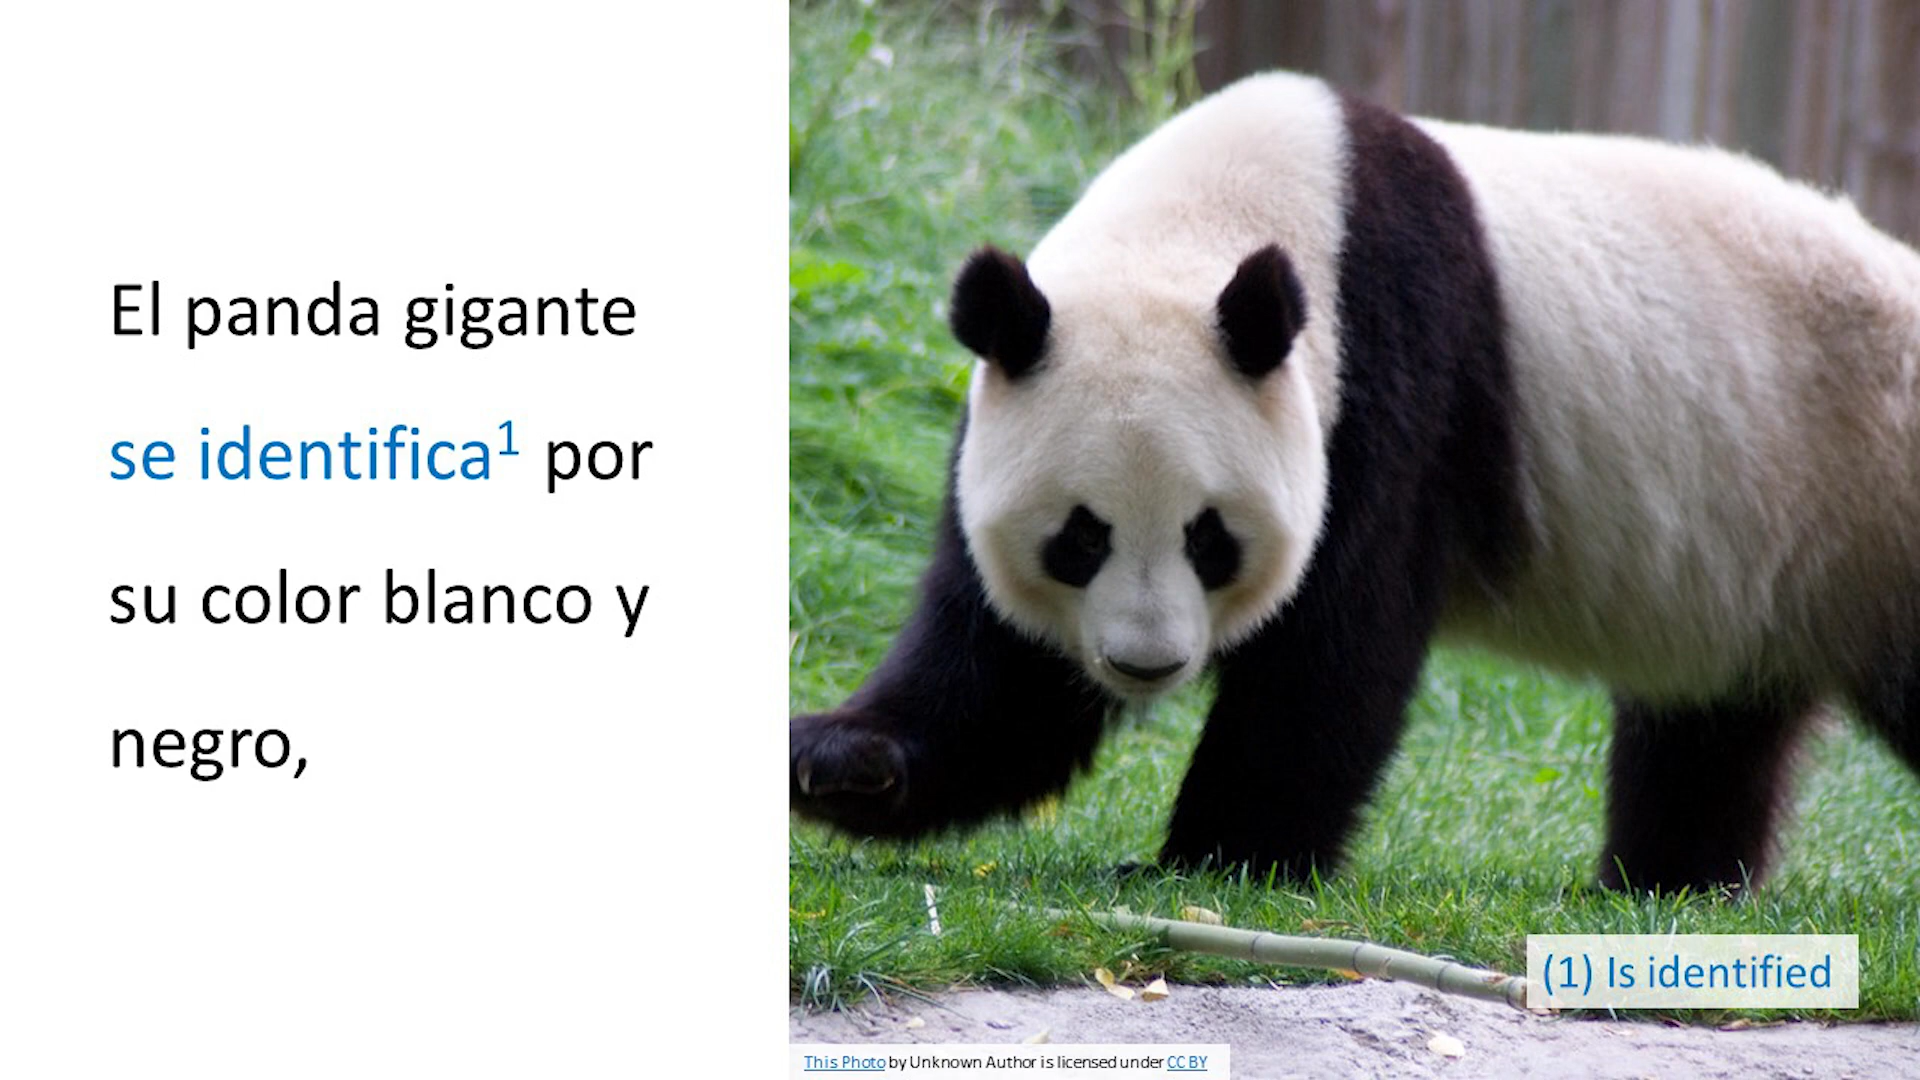 El panda gigante
se identifica¹ por
su color blanco y
negro,
(1) Is identified
This Photo by Unknown Author is licensed under CC BY